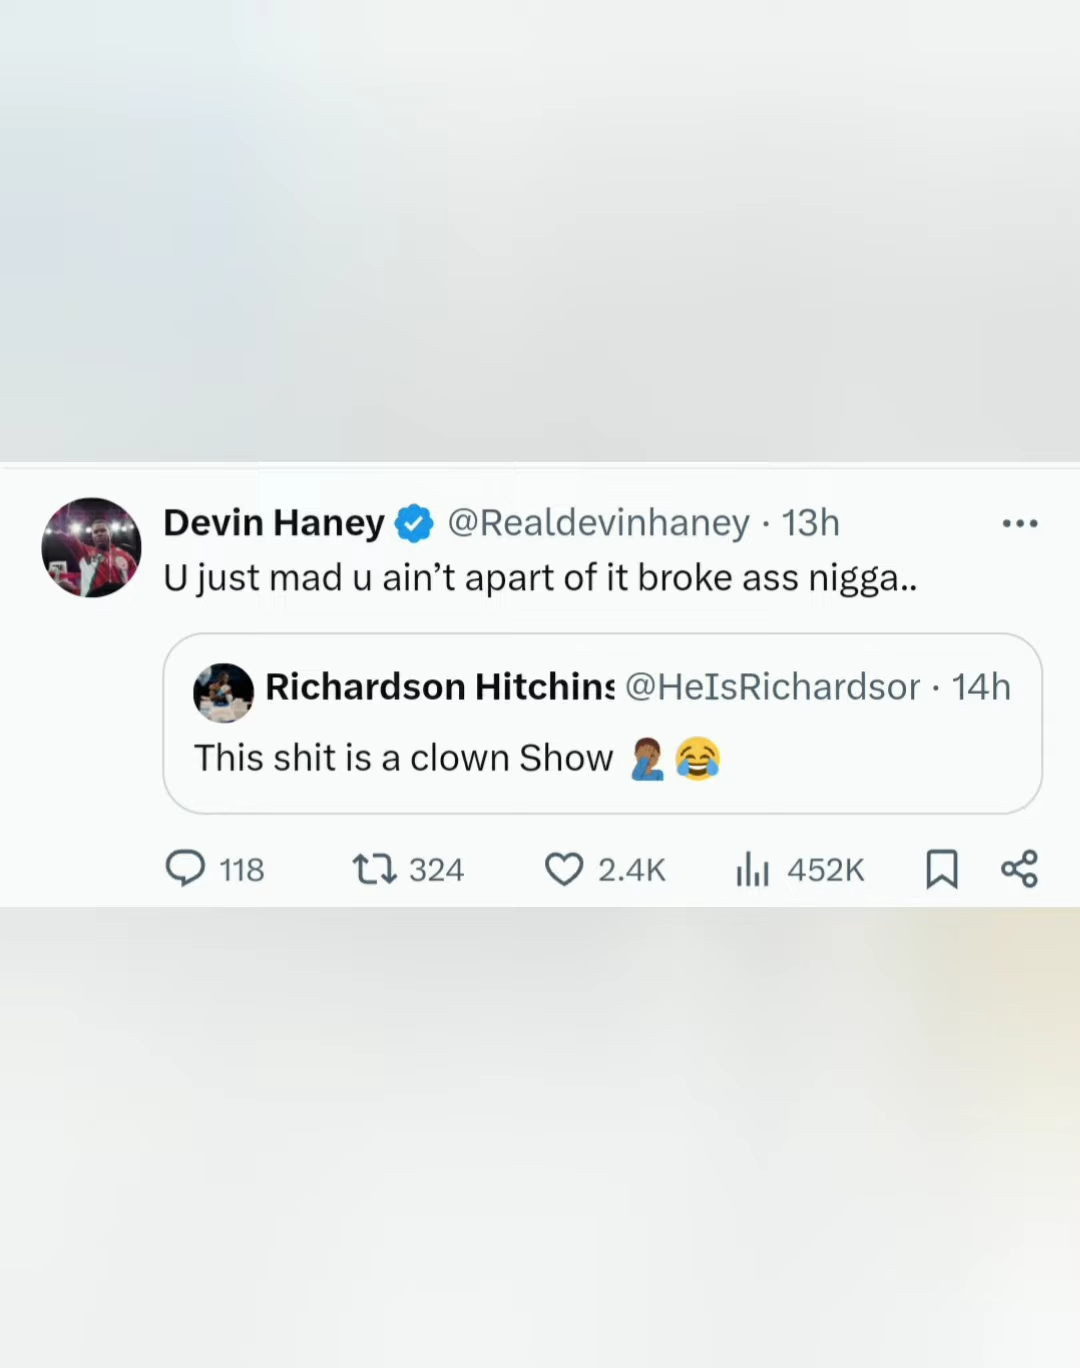 Devin Haney @Realdevinhaney · 13h
U just mad u ain’t apart of it broke ass nigga..
Richardson Hitchins @HeIsRichardsor · 14h
This shit is a clown Show 🤦🏾‍♂️😂
118 324 2.4K 452K